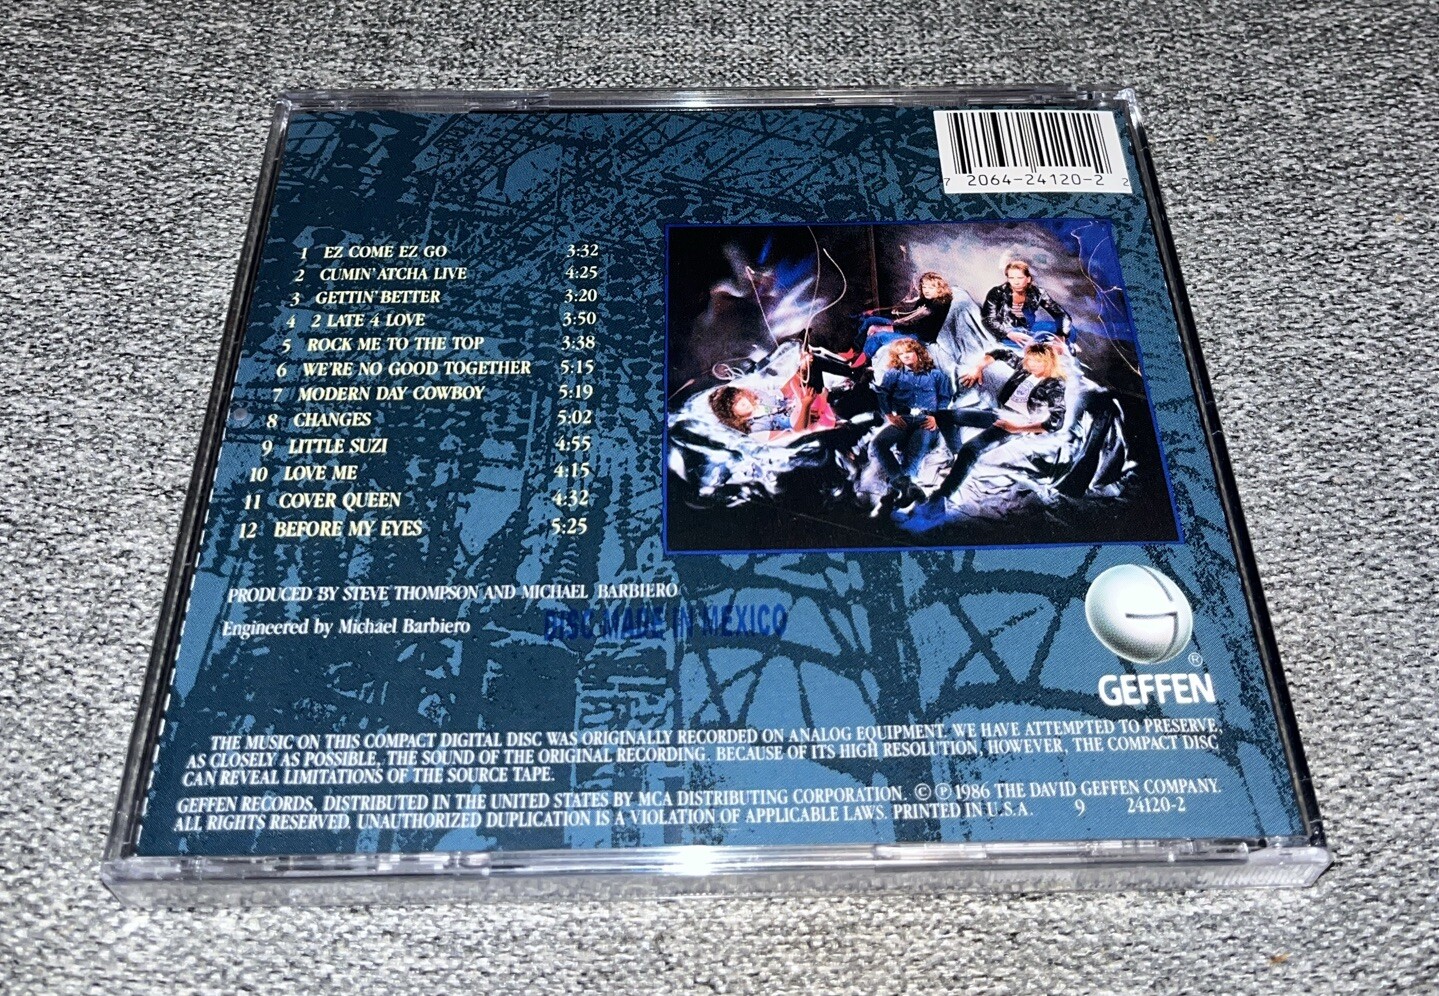 7 2064-24120-2 2
1 EZ COME EZ GO 3:32
2 CUMIN' ATCHA LIVE 4:25
3 GETTIN' BETTER 3:20
4 2 LATE 4 LOVE 3:50
5 ROCK ME TO THE TOP 3:38
6 WE'RE NO GOOD TOGETHER 5:15
7 MODERN DAY COWBOY 5:19
8 CHANGES 5:02
9 LITTLE SUZI 4:55
10 LOVE ME 4:15
11 COVER QUEEN 4:32
12 BEFORE MY EYES 5:25
PRODUCED BY STEVE THOMPSON AND MICHAEL BARBIERO
Engineered by Michael Barbiero
DISC MADE IN MEXICO
G
®
GEFFEN
THE MUSIC ON THIS COMPACT DIGITAL DISC WAS ORIGINALLY RECORDED ON ANALOG EQUIPMENT. WE HAVE ATTEMPTED TO PRESERVE,
AS CLOSELY AS POSSIBLE, THE SOUND OF THE ORIGINAL RECORDING. BECAUSE OF ITS HIGH RESOLUTION, HOWEVER, THE COMPACT DISC
CAN REVEAL LIMITATIONS OF THE SOURCE TAPE.
GEFFEN RECORDS, DISTRIBUTED IN THE UNITED STATES BY MCA DISTRIBUTING CORPORATION. © ℗ 1986 THE DAVID GEFFEN COMPANY.
ALL RIGHTS RESERVED. UNAUTHORIZED DUPLICATION IS A VIOLATION OF APPLICABLE LAWS. PRINTED IN U.S.A. 9 24120-2